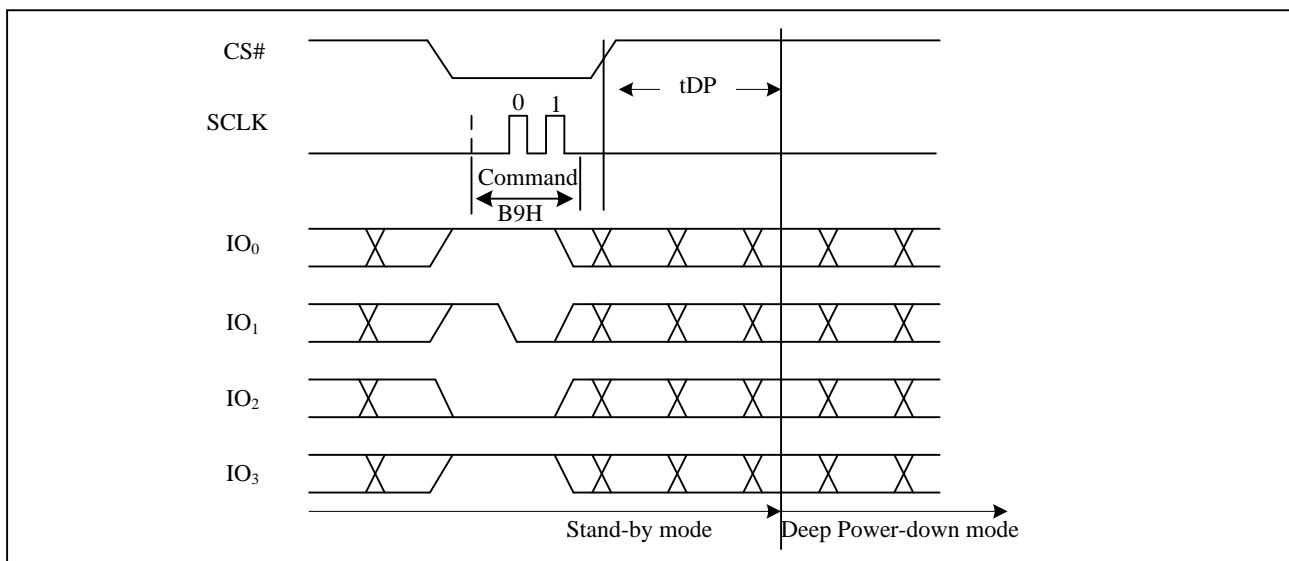 CS#
tDP
SCLK
0 1
Command
B9H
IO0
IO1
IO2
IO3
Stand-by mode
Deep Power-down mode